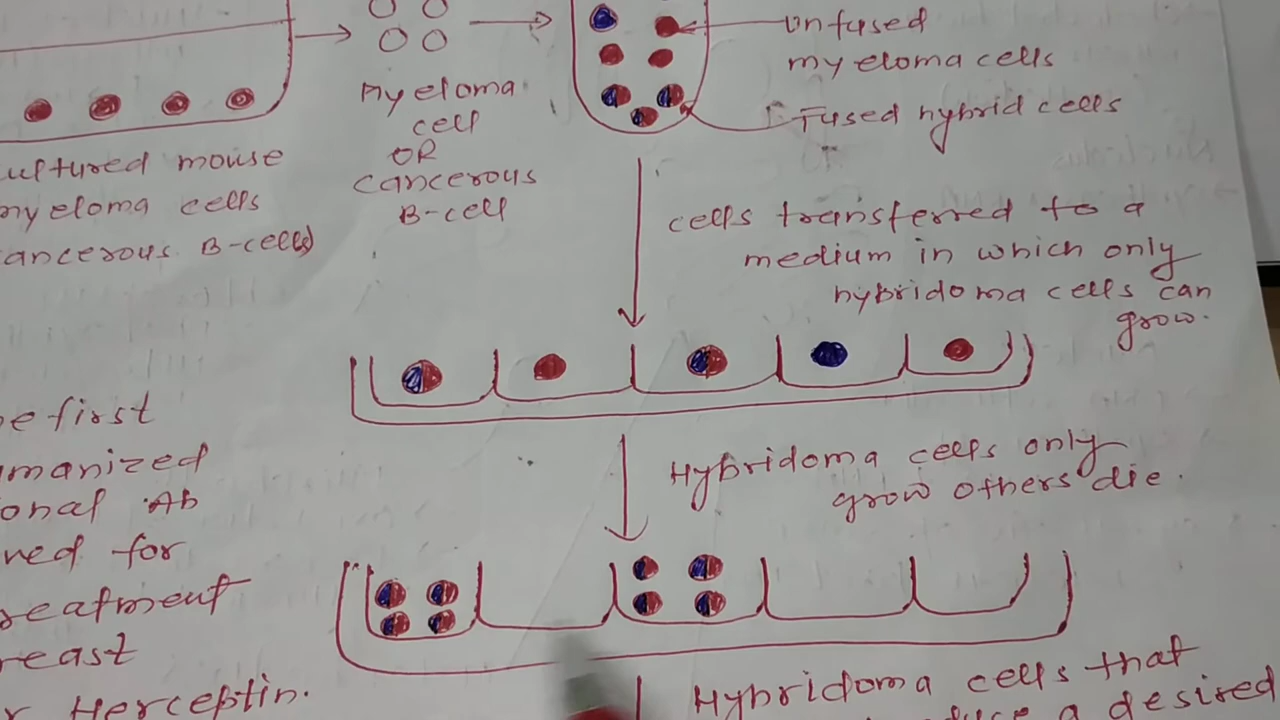 unfused
myeloma cells
Fused hybrid cells
Myeloma
cell
OR
cancerous
B-cell
ultured mouse
myeloma cells
ancerous B-cells)
cells transferred to a
medium in which only
hybridoma cells can
grow.
e first
manized
onal Ab
ved for
reatment
reast
r Herceptin.
Hybridoma cells only
grow others die.
Hybridoma cells that
a desired